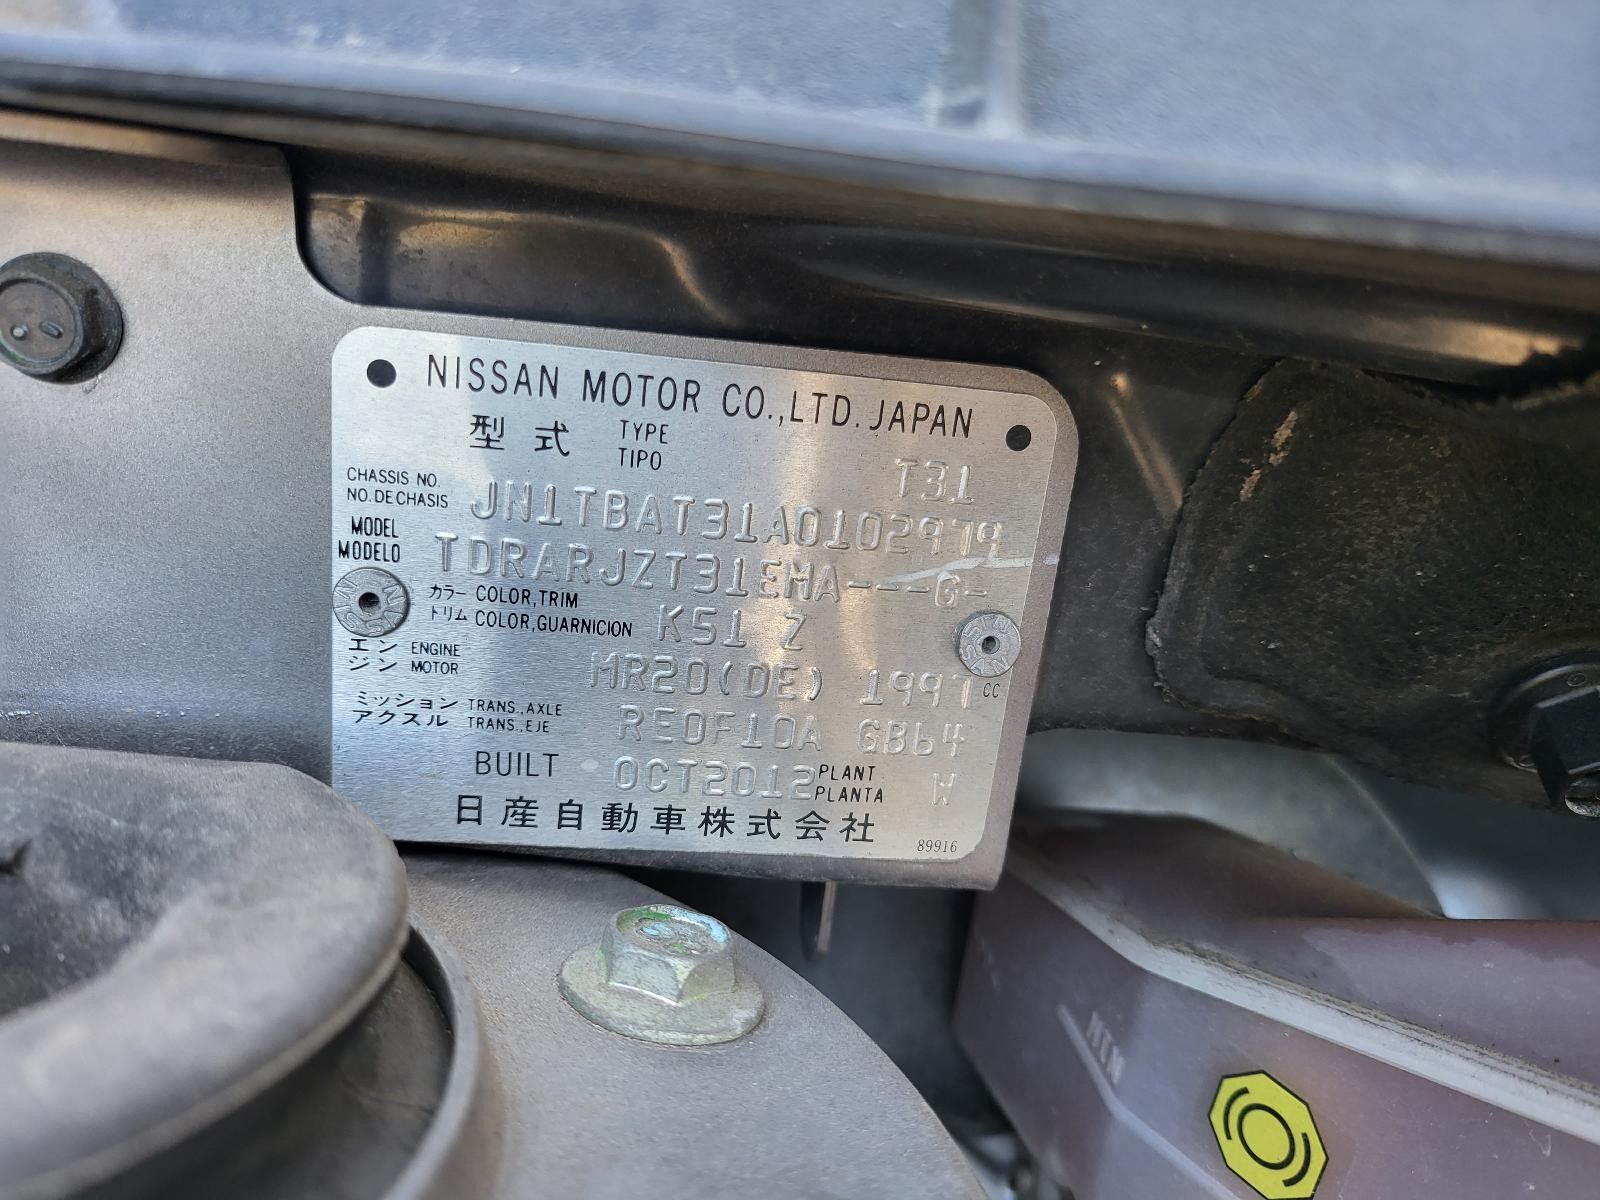 NISSAN MOTOR CO.,LTD. JAPAN
型式 TYPE TIPO T31
CHASSIS NO. NO. DE CHASIS JN1TBAT31A0102979
MODEL MODELO TDRARJZT31EMA---G-
カラー COLOR,TRIM
トリム COLOR,GUARNICION K51 Z
エン ENGINE
ジン MOTOR MR20(DE) 1997 CC
ミッション TRANS.,AXLE
アクスル TRANS.,EJE RE0F10A GB64
BUILT OCT2012 PLANT PLANTA W
日産自動車株式会社
89916